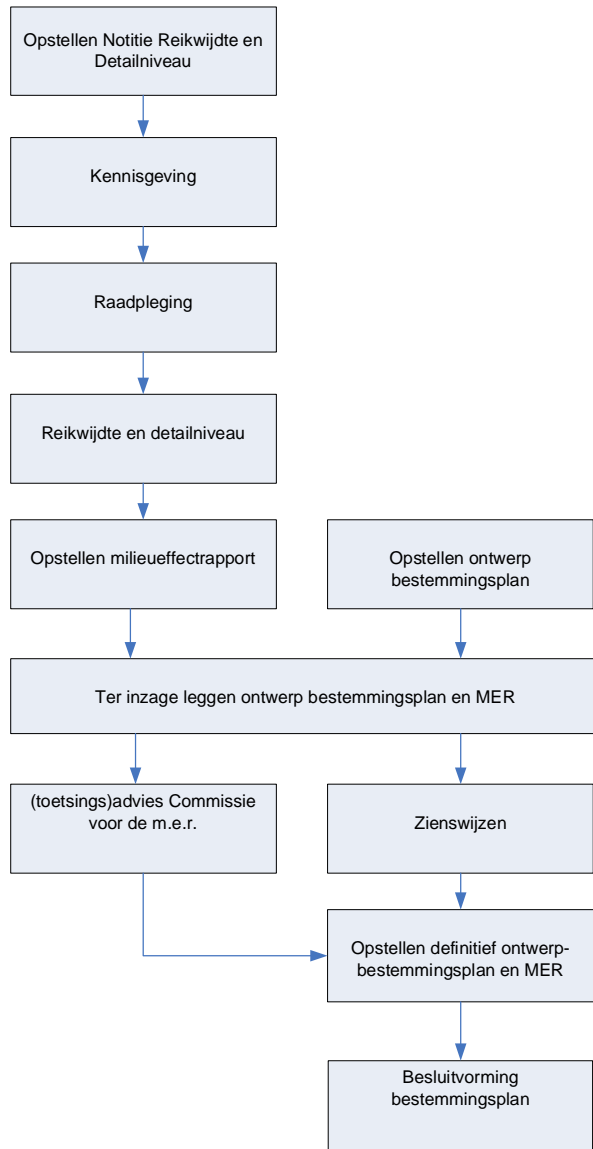 Opstellen Notitie Reikwijdte en
Detailniveau
Kennisgeving
Raadpleging
Reikwijdte en detailniveau
Opstellen milieueffectrapport
Opstellen ontwerp
bestemmingsplan
Ter inzage leggen ontwerp bestemmingsplan en MER
(toetsings)advies Commissie
voor de m.e.r.
Zienswijzen
Opstellen definitief ontwerp-
bestemmingsplan en MER
Besluitvorming
bestemmingsplan